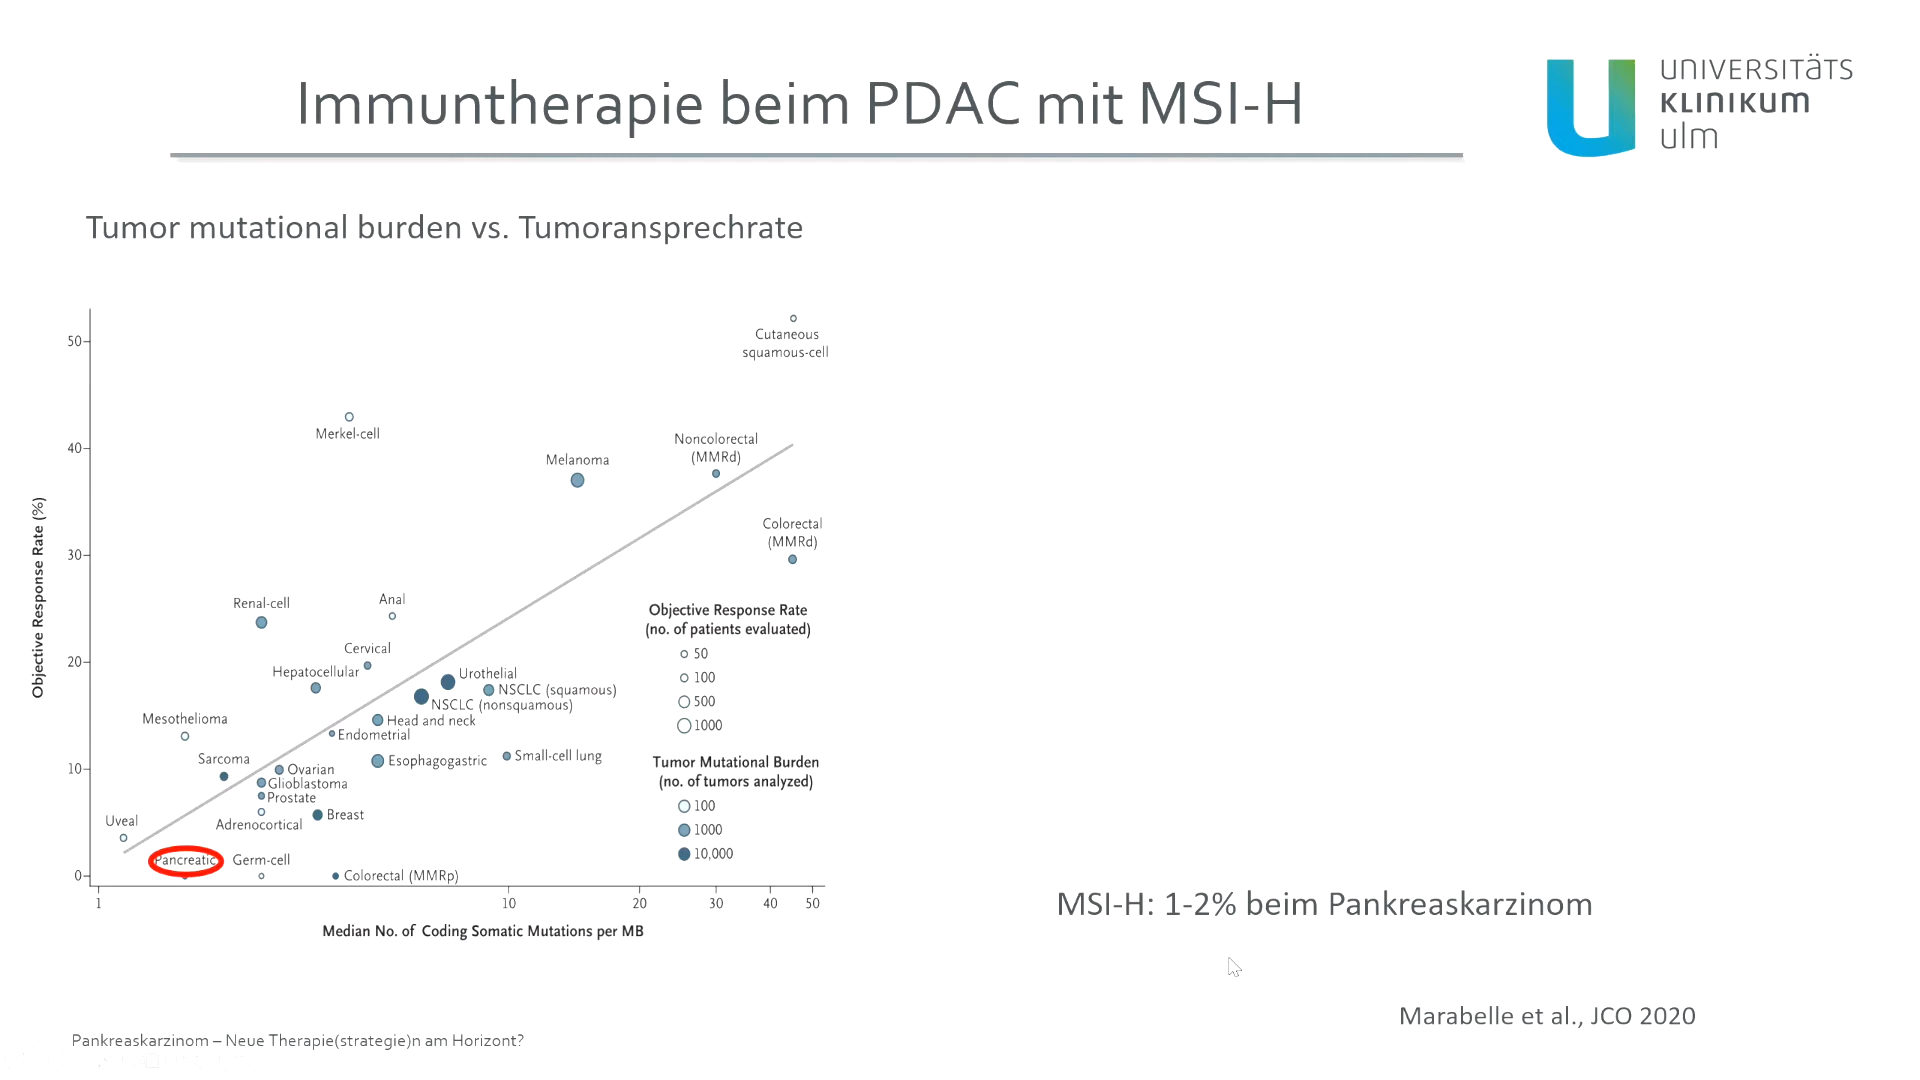 Immuntherapie beim PDAC mit MSI-H
UNIVERSITÄTS
KLINIKUM
ulm
Tumor mutational burden vs. Tumoransprechrate
Objective Response Rate (%)
50
40
30
20
10
0
Cutaneous
squamous-cell
Merkel-cell
Noncolorectal
(MMRd)
Melanoma
Colorectal
(MMRd)
Renal-cell
Anal
Cervical
Hepatocellular
Urothelial
NSCLC (squamous)
NSCLC (nonsquamous)
Mesothelioma
Head and neck
Endometrial
Sarcoma
Esophagogastric
Small-cell lung
Ovarian
Glioblastoma
Prostate
Breast
Uveal
Adrenocortical
Pancreatic
Germ-cell
Colorectal (MMRp)
Objective Response Rate
(no. of patients evaluated)
50
100
500
1000
Tumor Mutational Burden
(no. of tumors analyzed)
100
1000
10,000
1 10 20 30 40 50
Median No. of Coding Somatic Mutations per MB
MSI-H: 1-2% beim Pankreaskarzinom
Marabelle et al., JCO 2020
Pankreaskarzinom – Neue Therapie(strategie)n am Horizont?